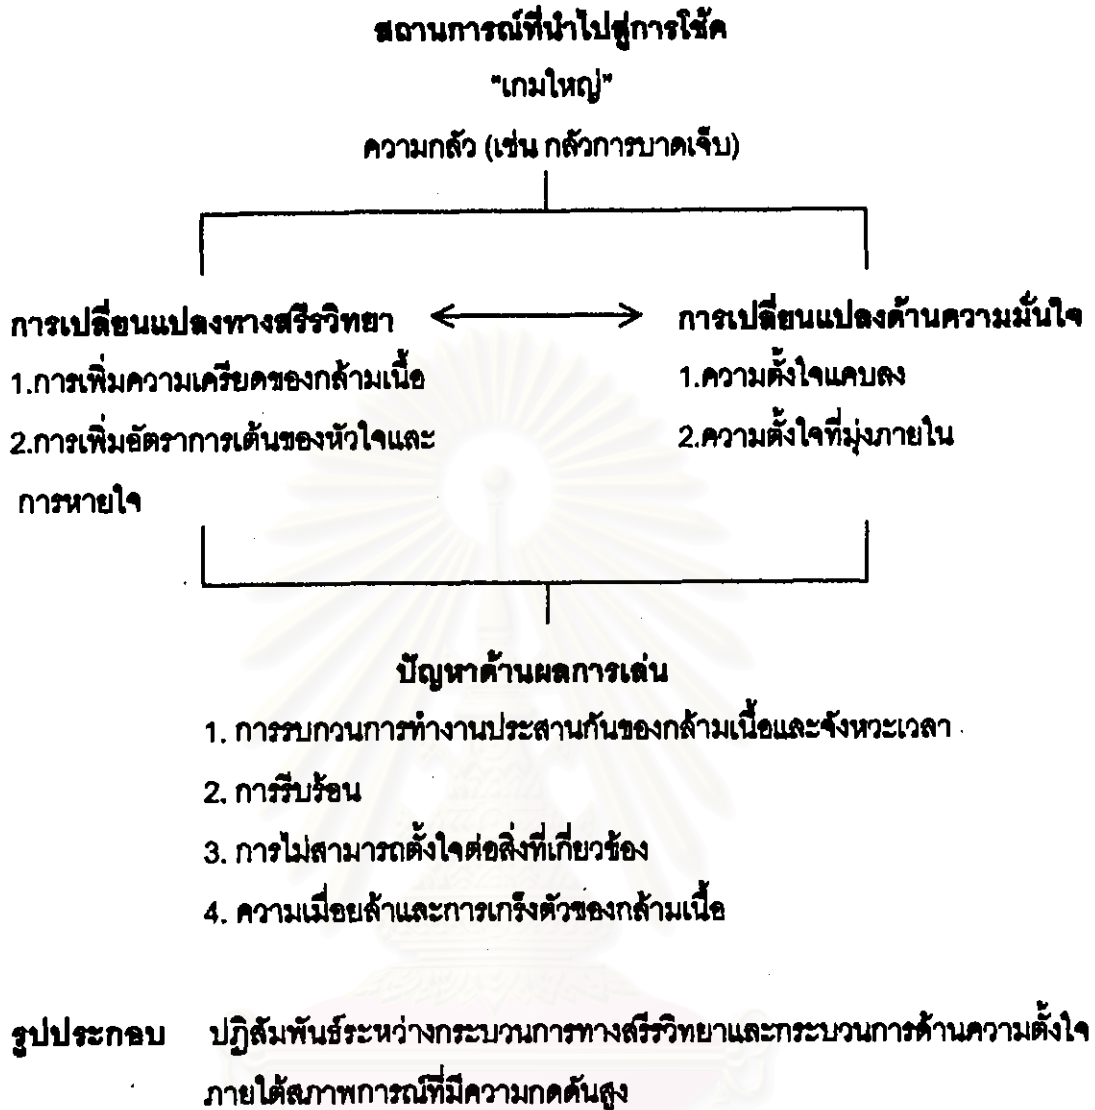 สถานการณ์ที่นำไปสู่การโช้ค
"เกมใหญ่"
ความกลัว (เช่น กลัวการบาดเจ็บ)
การเปลี่ยนแปลงทางสรีรวิทยา
1.การเพิ่มความเครียดของกล้ามเนื้อ
2.การเพิ่มอัตราการเต้นของหัวใจและ
การหายใจ
การเปลี่ยนแปลงด้านความมั่นใจ
1.ความตั้งใจแคบลง
2.ความตั้งใจที่มุ่งภายใน
ปัญหาด้านผลการเล่น
1. การรบกวนการทำงานประสานกันของกล้ามเนื้อและจังหวะเวลา
2. การรีบร้อน
3. การไม่สามารถตั้งใจต่อสิ่งที่เกี่ยวข้อง
4. ความเมื่อยล้าและการเกร็งตัวของกล้ามเนื้อ
รูปประกอบ ปฏิสัมพันธ์ระหว่างกระบวนการทางสรีรวิทยาและกระบวนการด้านความตั้งใจ
ภายใต้สภาพการณ์ที่มีความกดดันสูง